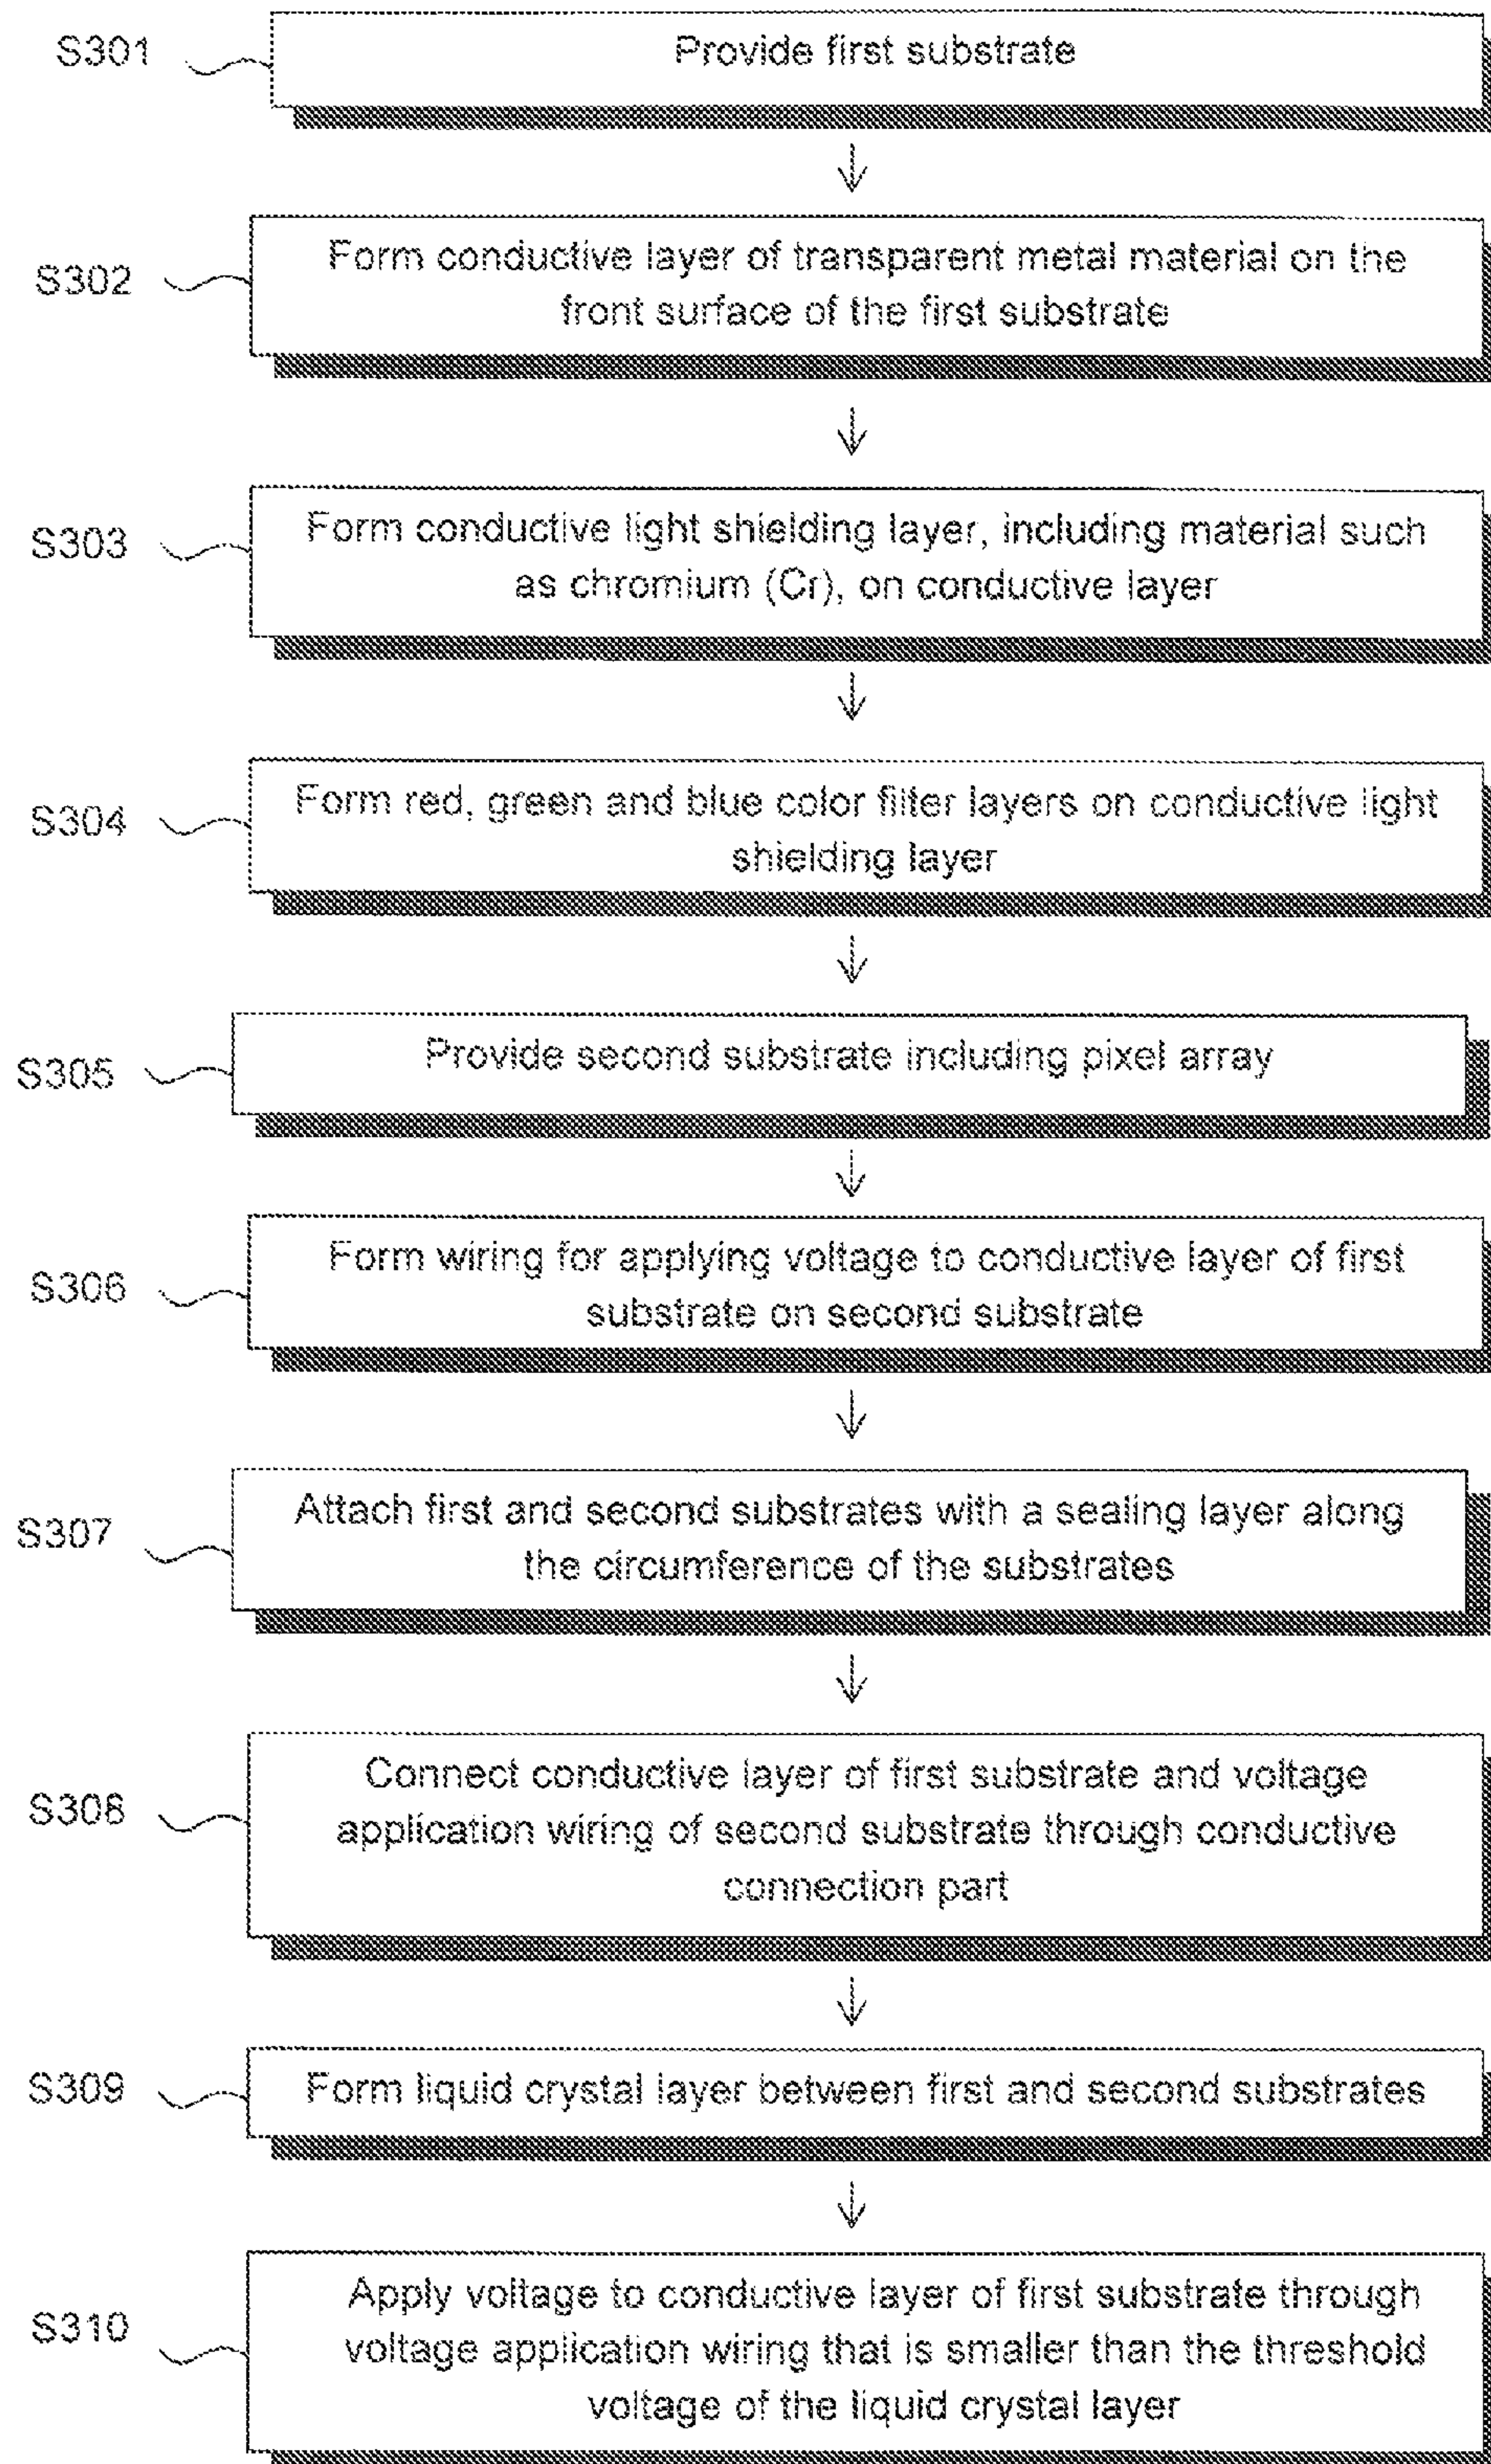 S301
Provide first substrate
S302
Form conductive layer of transparent metal material on the
front surface of the first substrate
S303
Form conductive light shielding layer, including material such
as chromium (Cr), on conductive layer
S304
Form red, green and blue color filter layers on conductive light
shielding layer
S305
Provide second substrate including pixel array
S306
Form wiring for applying voltage to conductive layer of first
substrate on second substrate
S307
Attach first and second substrates with a sealing layer along
the circumference of the substrates
S308
Connect conductive layer of first substrate and voltage
application wiring of second substrate through conductive
connection part
S309
Form liquid crystal layer between first and second substrates
S310
Apply voltage to conductive layer of first substrate through
voltage application wiring that is smaller than the threshold
voltage of the liquid crystal layer